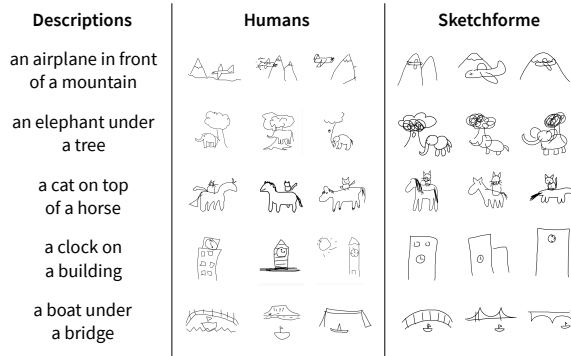 Descriptions
Humans
Sketchforme
an airplane in front
of a mountain
an elephant under
a tree
a cat on top
of a horse
a clock on
a building
a boat under
a bridge